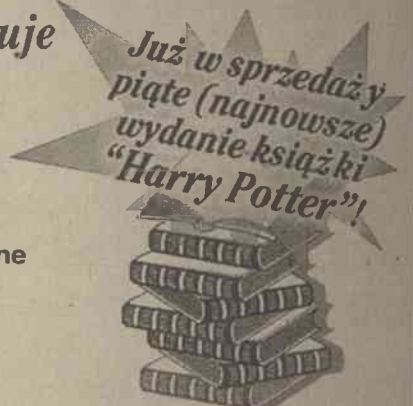 uje
Już w sprzedaży
piąte (najnowsze)
wydanie książki
"Harry Potter"!
ne